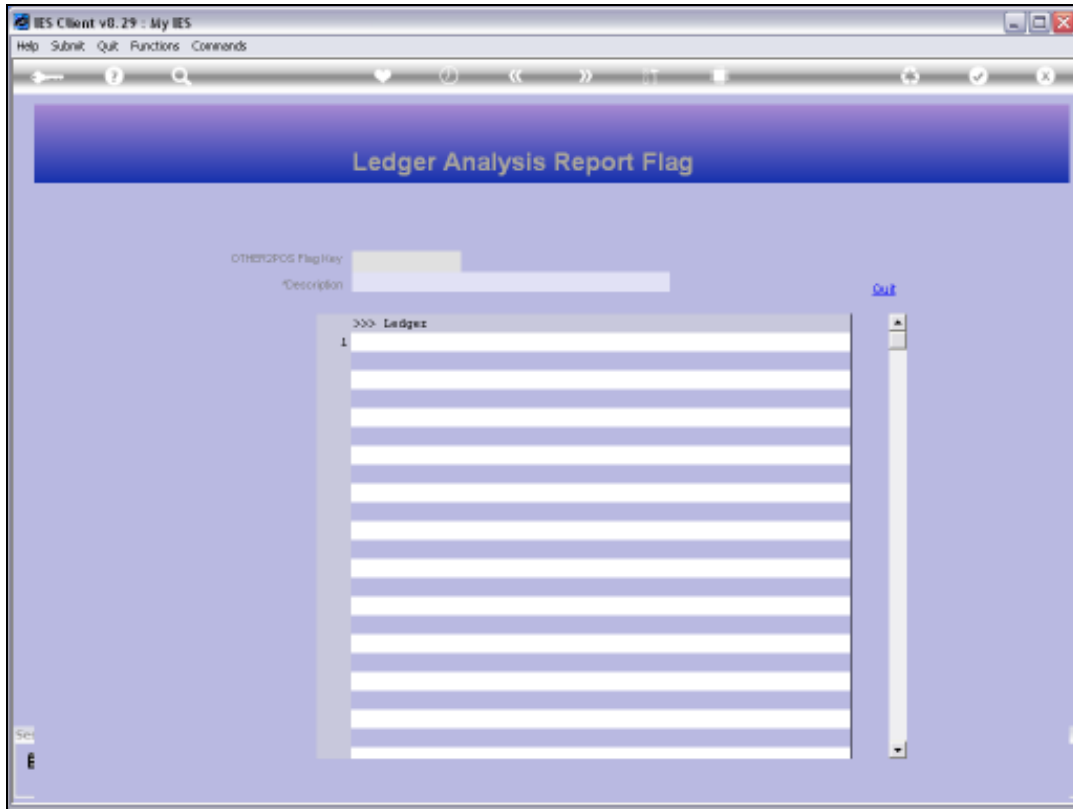 IES Client v8.29 : My IES
Help Submit Quit Functions Commands
Ledger Analysis Report Flag
OTHER2POS Flag Key
*Description
Quit
>>> Ledger
1